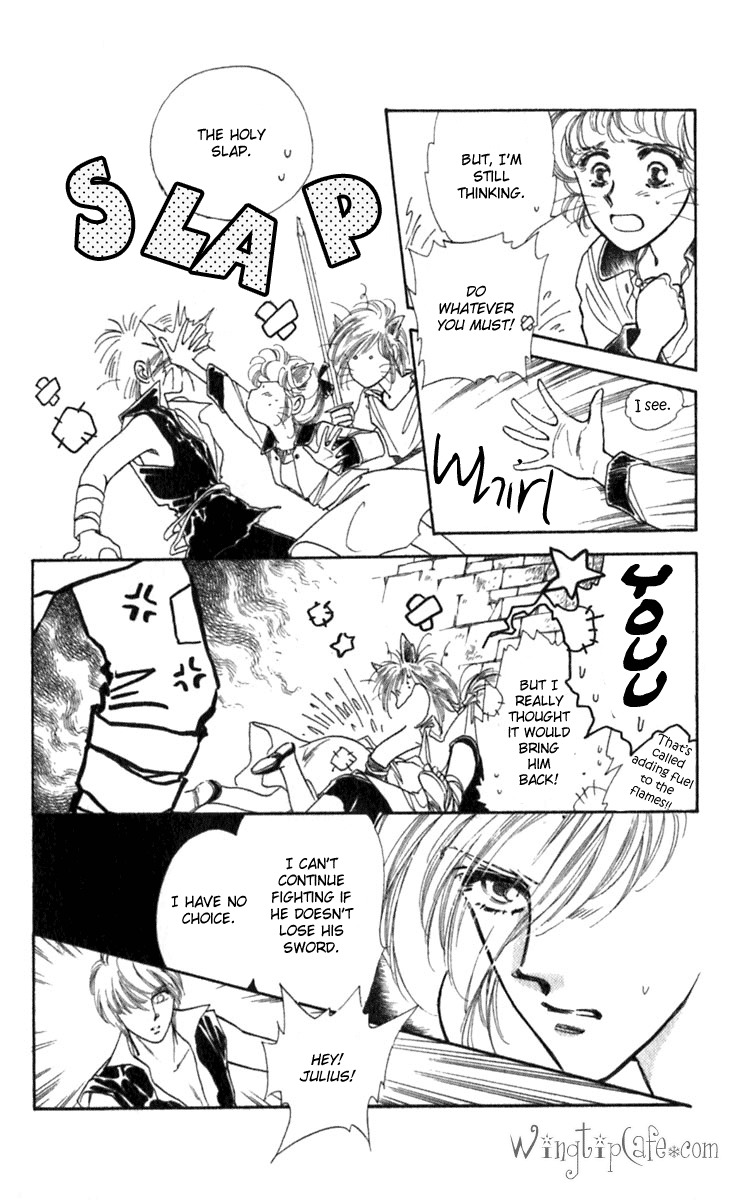 BUT, I'M
STILL
THINKING.
DO
WHATEVER
YOU MUST!
I see.
Whirl
THE HOLY
SLAP.
SLAP
YOUU
BUT I
REALLY
THOUGHT
IT WOULD
BRING
HIM
BACK!
That's
called
adding fuel
to the
flames!!
I CAN'T
CONTINUE
FIGHTING IF
HE DOESN'T
LOSE HIS
SWORD.
I HAVE NO
CHOICE.
HEY!
JULIUS!
WingtipCafe.com